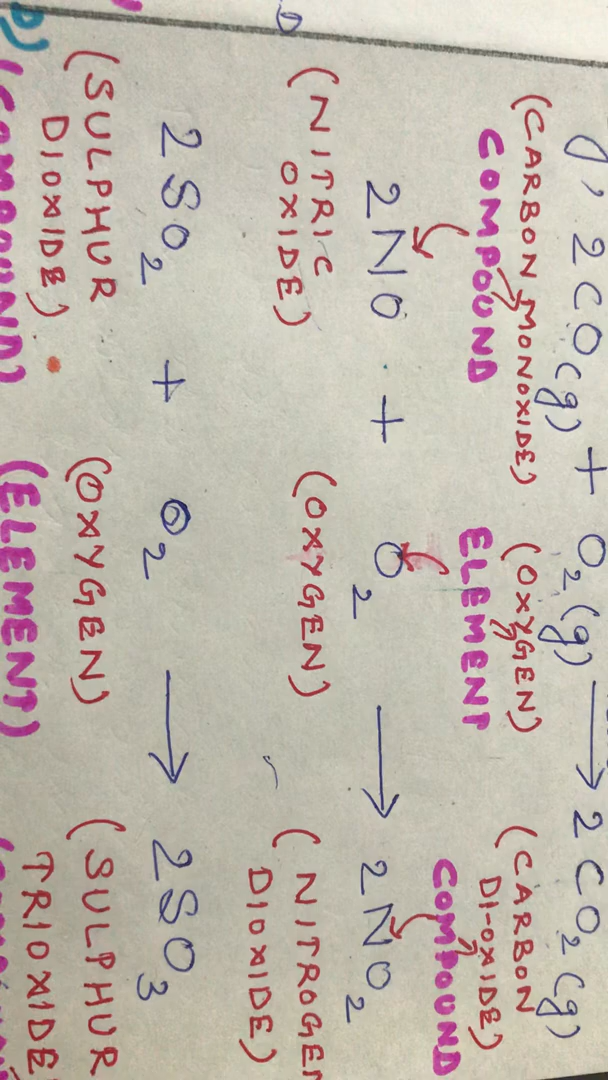 2CO(g) + O2(g) → 2CO2(g)
(CARBON MONOXIDE) (OXYGEN) (CARBON DI-OXIDE)
COMPOUND ELEMENT COMPOUND
2NO + O2 → 2NO2
(NITRIC OXIDE) (OXYGEN) (NITROGEN DIOXIDE)
2SO2 + O2 → 2SO3
(SULPHUR DIOXIDE) (OXYGEN) (SULPHUR TRIOXIDE)
(COMPOUND) (ELEMENT)